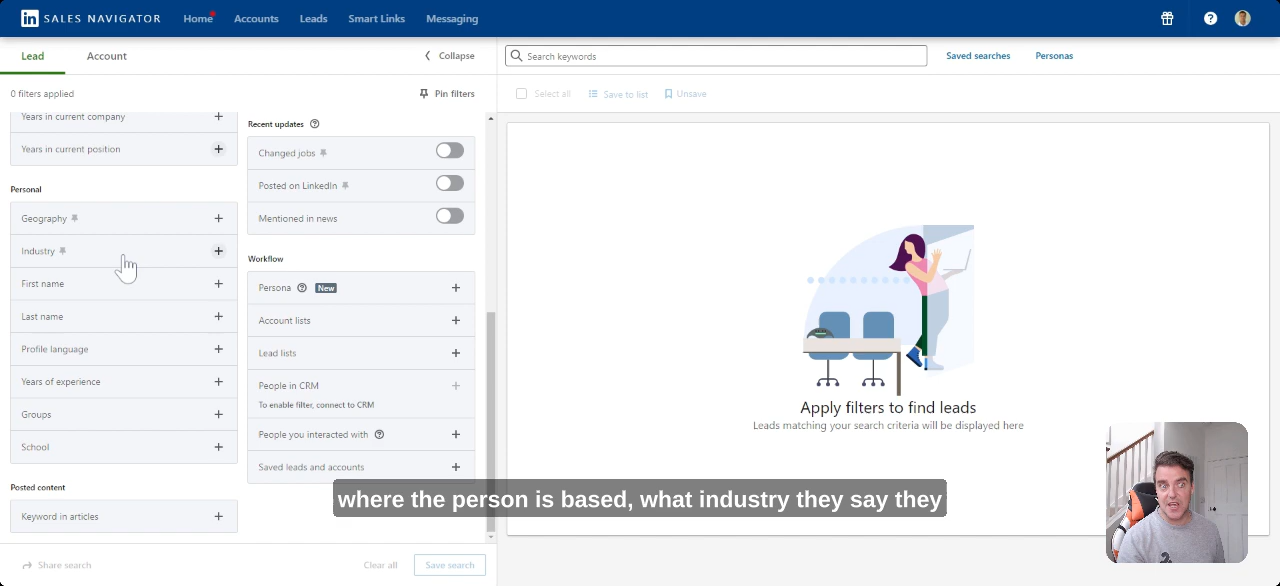 in SALES NAVIGATOR
Home
Accounts
Leads
Smart Links
Messaging
Lead
Account
Collapse
Search keywords
Saved searches
Personas
0 filters applied
Pin filters
Select all
Save to list
Unsave
Years in current company
Years in current position
Personal
Geography
Industry
First name
Last name
Profile language
Years of experience
Groups
School
Posted content
Keyword in articles
Recent updates
Changed jobs
Posted on LinkedIn
Mentioned in news
Workflow
Persona New
Account lists
Lead lists
People in CRM
To enable filter, connect to CRM
People you interacted with
Saved leads and accounts
Apply filters to find leads
Leads matching your search criteria will be displayed here
where the person is based, what industry they say they
Share search
Clear all
Save search